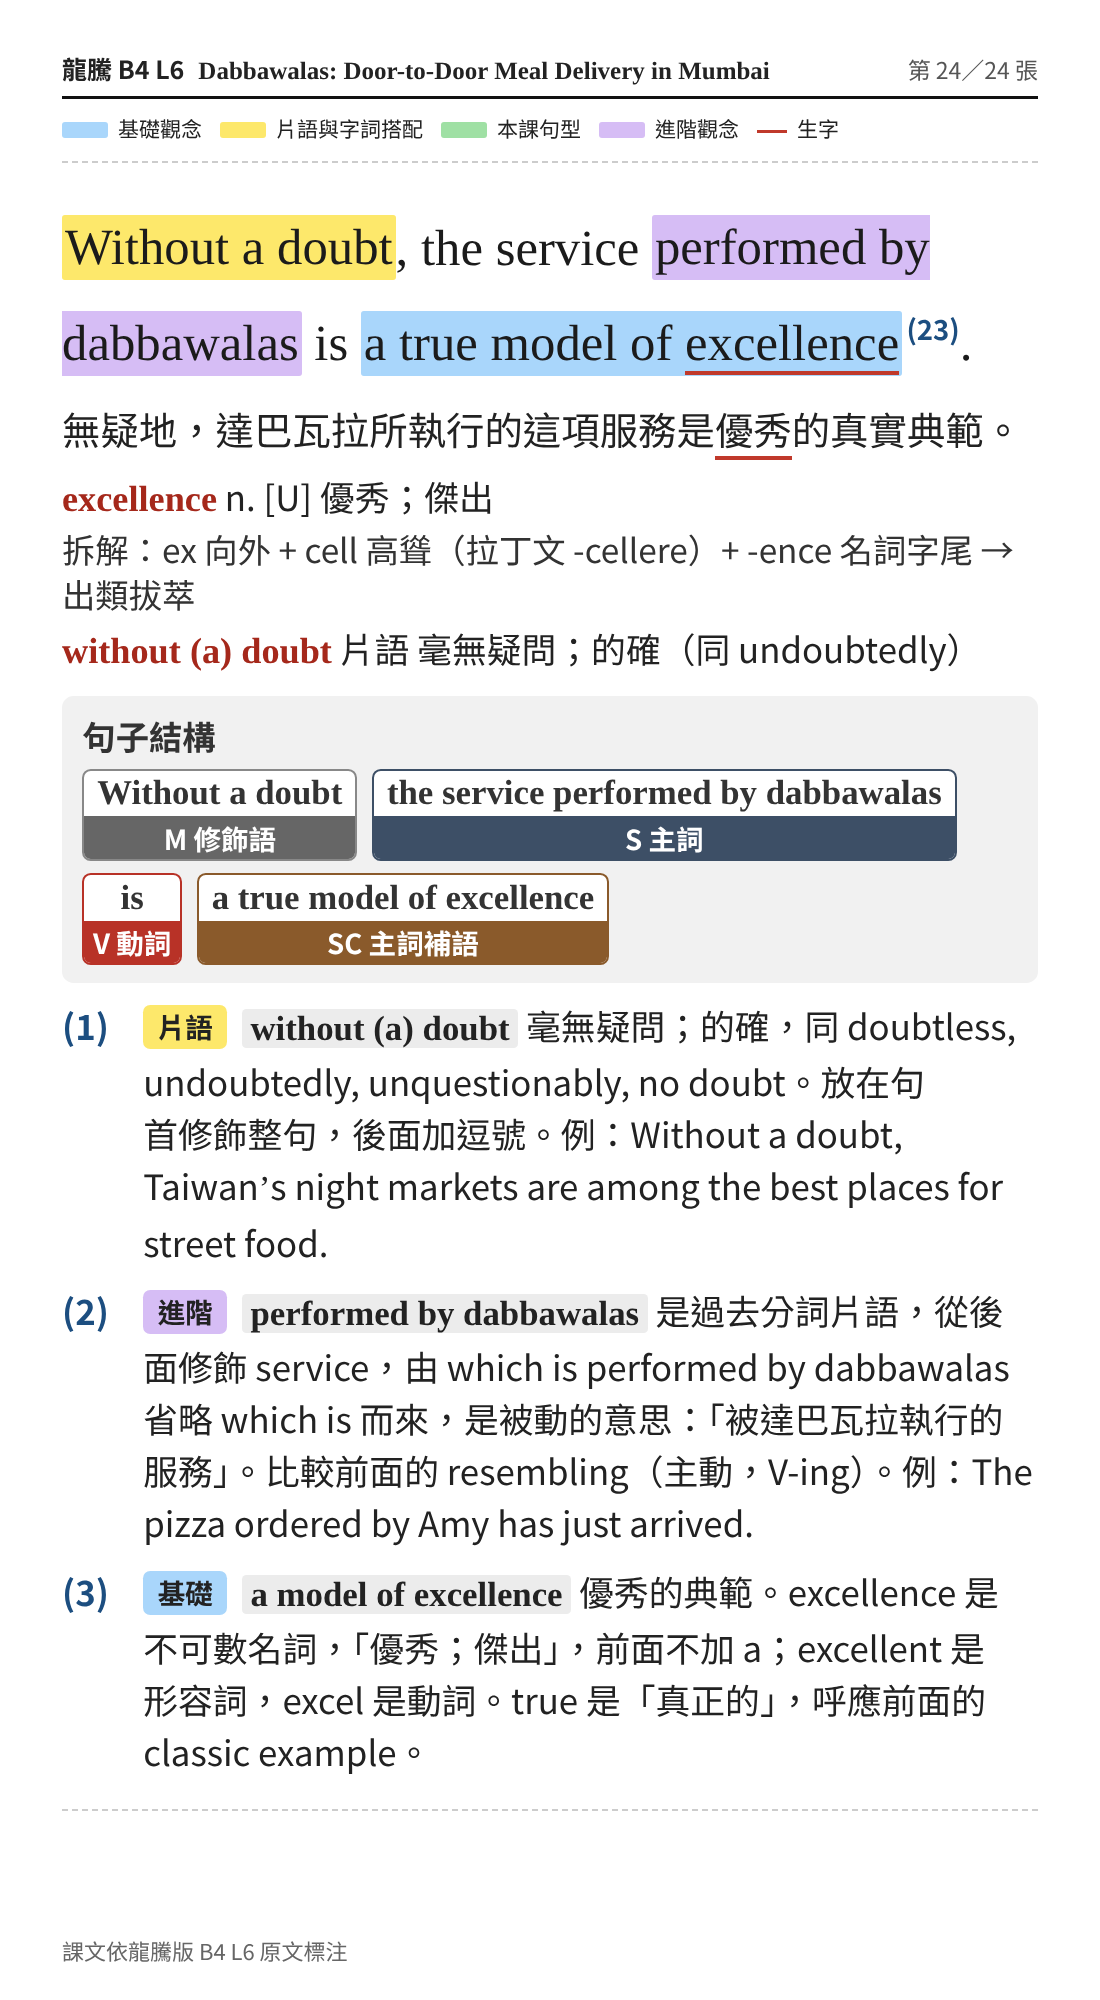 龍騰 B4 L6 Dabbawalas: Door-to-Door Meal Delivery in Mumbai 第 24／24 張
基礎觀念 片語與字詞搭配 本課句型 進階觀念 生字
Without a doubt, the service performed by
dabbawalas is a true model of excellence (23).
無疑地，達巴瓦拉所執行的這項服務是優秀的真實典範。
excellence n. [U] 優秀；傑出
拆解：ex 向外 + cell 高聳（拉丁文 -cellere）+ -ence 名詞字尾 →
出類拔萃
without (a) doubt 片語 毫無疑問；的確（同 undoubtedly）
句子結構
Without a doubt the service performed by dabbawalas
M 修飾語 S 主詞
is a true model of excellence
V 動詞 SC 主詞補語
(1) 片語 without (a) doubt 毫無疑問；的確，同 doubtless,
undoubtedly, unquestionably, no doubt。放在句
首修飾整句，後面加逗號。例：Without a doubt,
Taiwan’s night markets are among the best places for
street food.
(2) 進階 performed by dabbawalas 是過去分詞片語，從後
面修飾 service，由 which is performed by dabbawalas
省略 which is 而來，是被動的意思：「被達巴瓦拉執行的
服務」。比較前面的 resembling（主動，V-ing）。例：The
pizza ordered by Amy has just arrived.
(3) 基礎 a model of excellence 優秀的典範。excellence 是
不可數名詞，「優秀；傑出」，前面不加 a；excellent 是
形容詞，excel 是動詞。true 是「真正的」，呼應前面的
classic example。
課文依龍騰版 B4 L6 原文標注